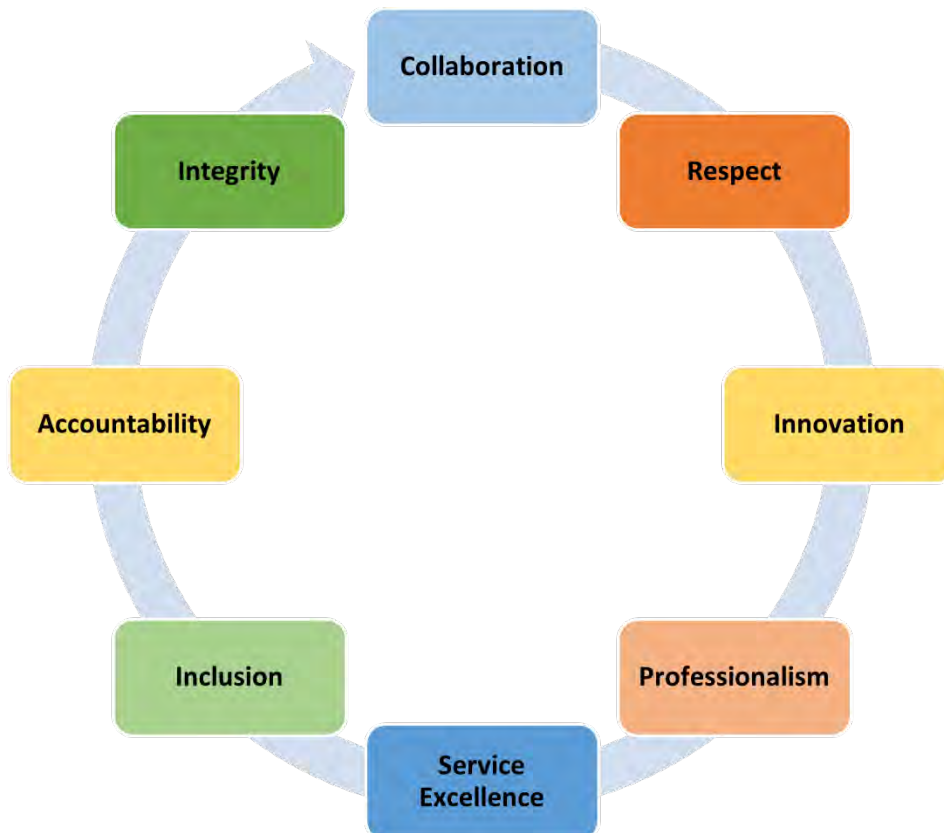 Collaboration
Respect
Innovation
Professionalism
Service
Excellence
Inclusion
Accountability
Integrity